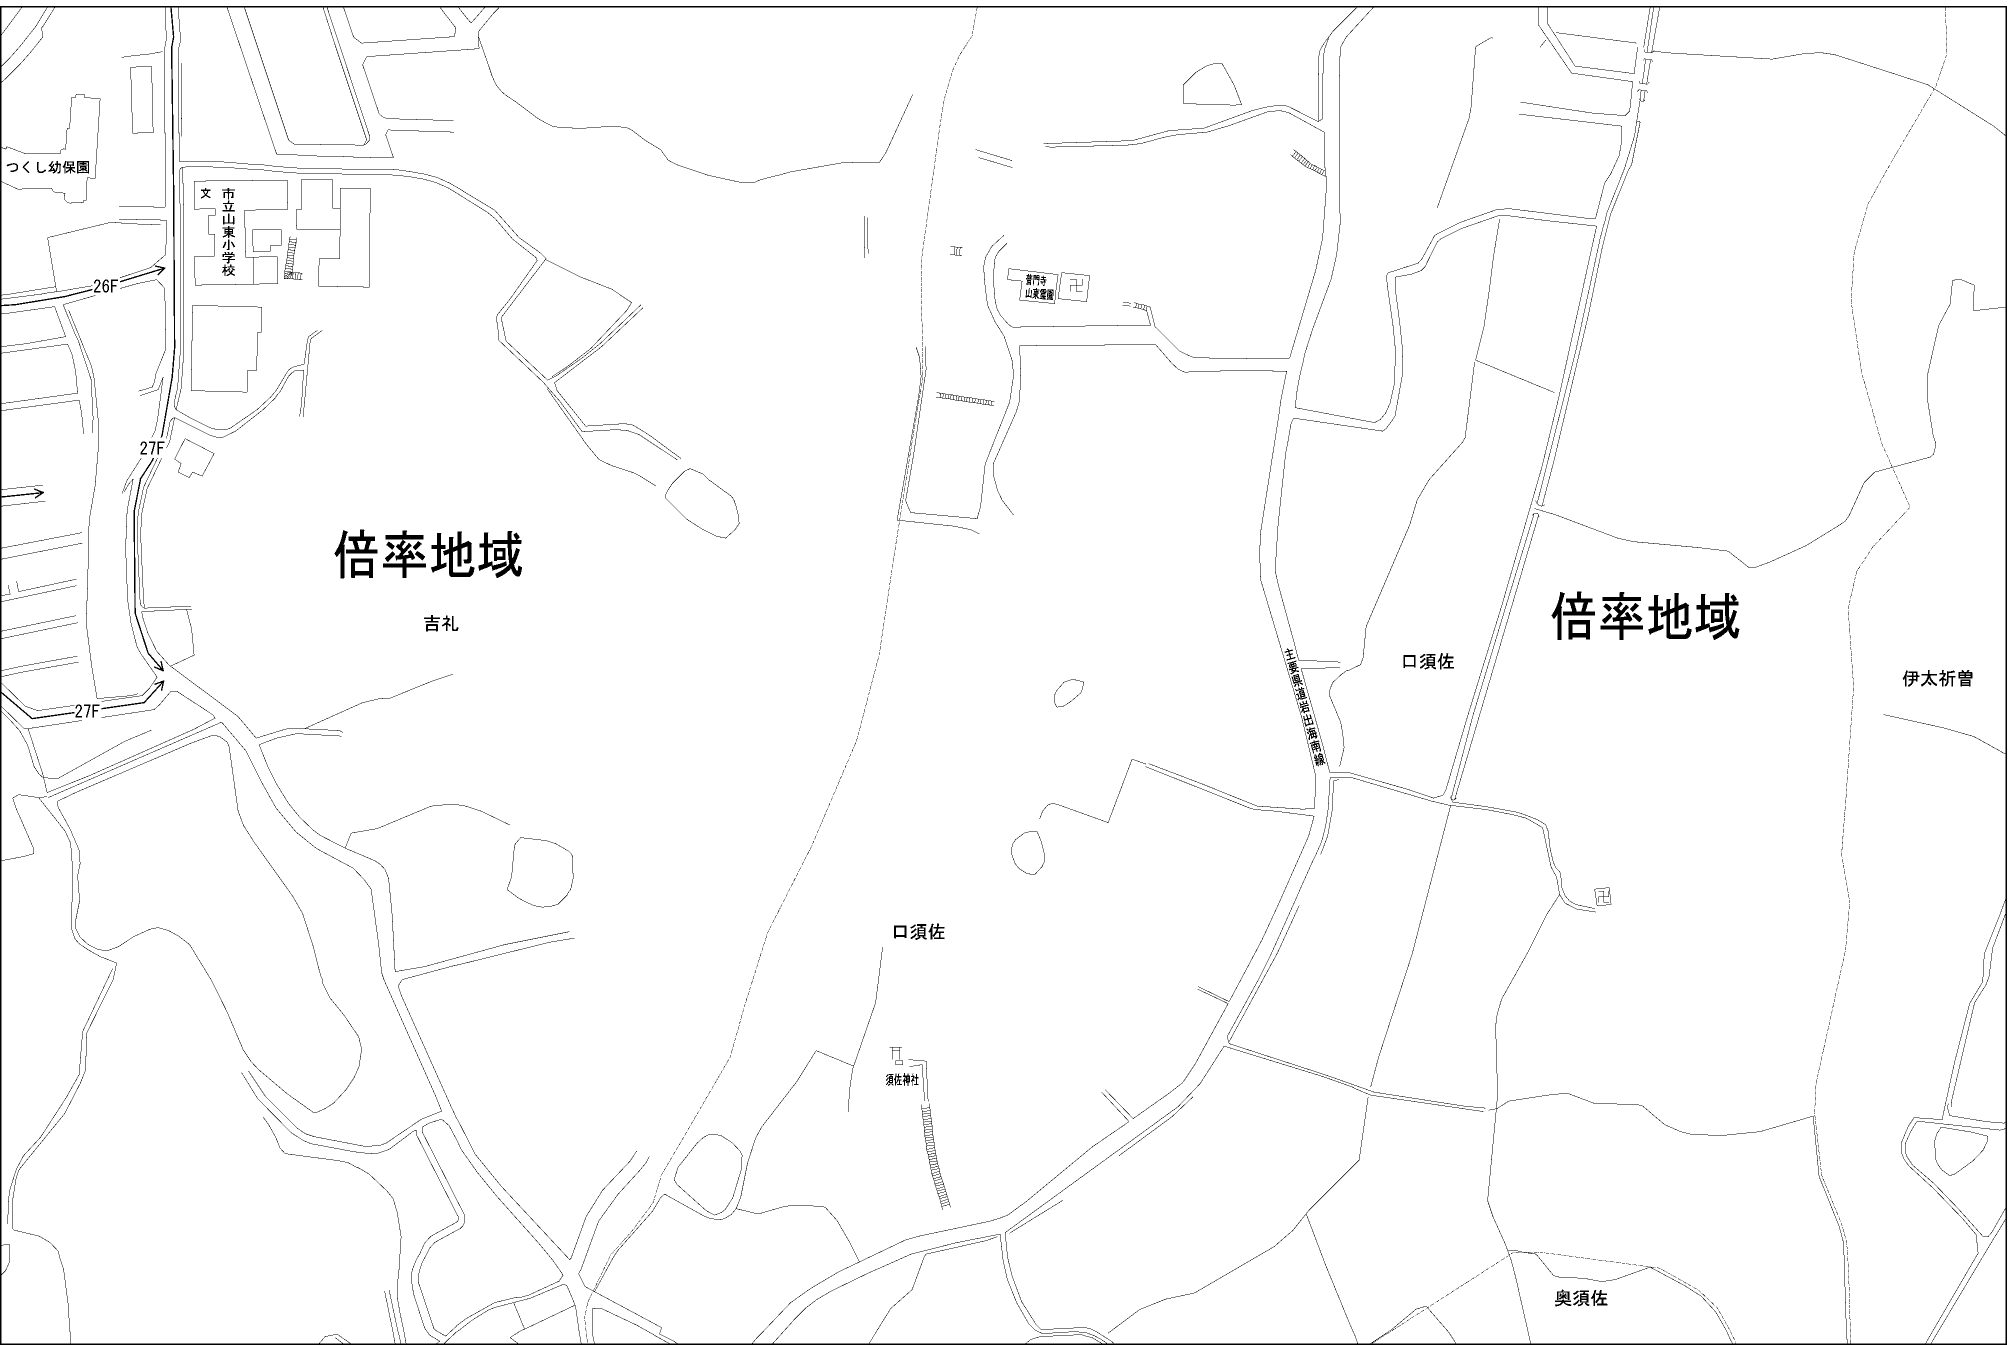 つくし幼保園
文
市立山東小学校
26F
普門寺
山東霊園
27F
倍率地域
吉礼
倍率地域
主要県道岩出海南線
口須佐
伊太祈曽
27F
口須佐
須佐神社
奥須佐